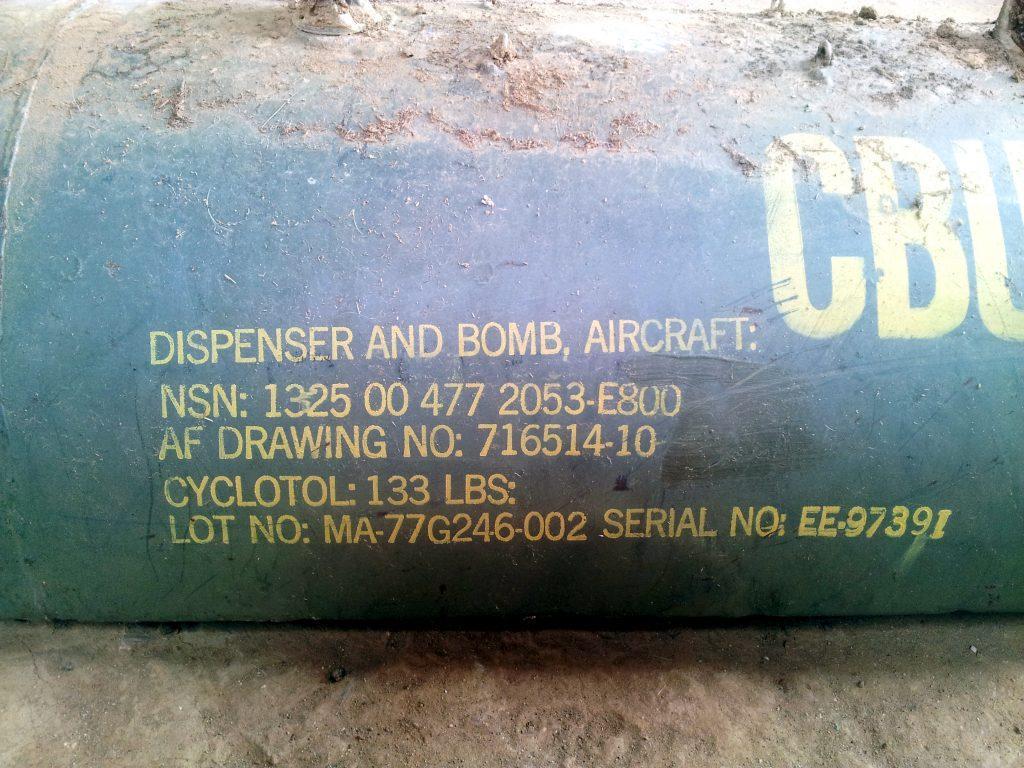 CBU
DISPENSER AND BOMB, AIRCRAFT:
NSN: 1325 00 477 2053-E800
AF DRAWING NO: 716514-10
CYCLOTOL: 133 LBS:
LOT NO: MA-77G246-002 SERIAL NO: EE-97391